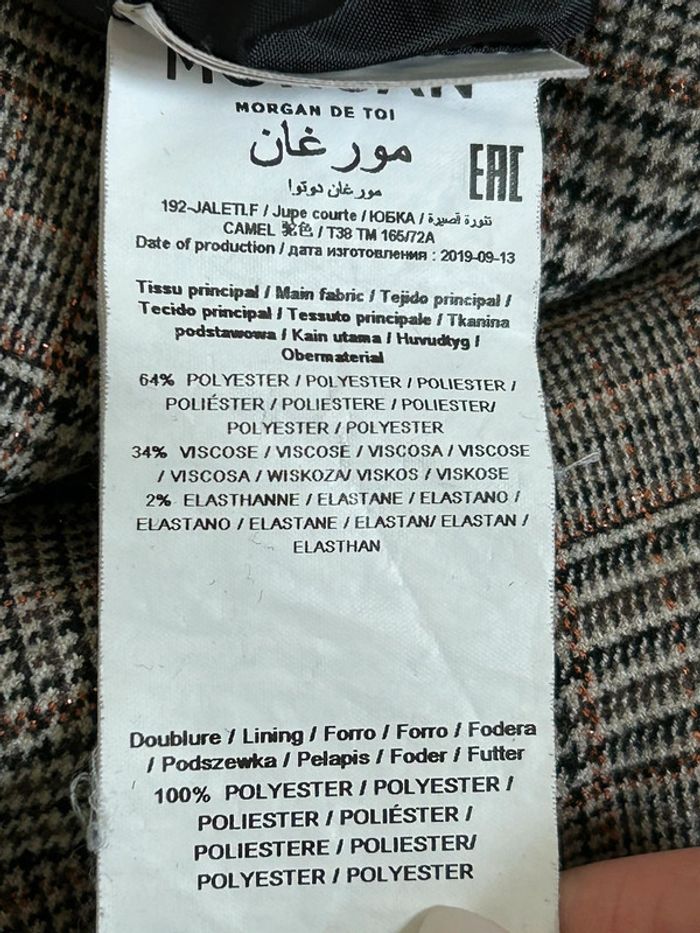 MORGAN
MORGAN DE TOI
مورغان
EAC
مورغان دوتوا
192-JALETI.F / Jupe courte / ЮБКА / تنورة قصيرة
CAMEL 驼色 / T38 TM 165/72A
Date of production / дата изготовления : 2019-09-13
Tissu principal / Main fabric / Tejido principal /
Tecido principal / Tessuto principale / Tkanina
podstawowa / Kain utama / Huvudtyg /
Obermaterial
64% POLYESTER / POLYESTER / POLIESTER /
POLIÉSTER / POLIESTERE / POLIESTER/
POLYESTER / POLYESTER
34% VISCOSE / VISCOSE / VISCOSA / VISCOSE
/ VISCOSA / WISKOZA/ VISKOS / VISKOSE
2% ELASTHANNE / ELASTANE / ELASTANO /
ELASTANO / ELASTANE / ELASTAN/ ELASTAN /
ELASTHAN
Doublure / Lining / Forro / Forro / Fodera
/ Podszewka / Pelapis / Foder / Futter
100% POLYESTER / POLYESTER /
POLIESTER / POLIÉSTER /
POLIESTERE / POLIESTER/
POLYESTER / POLYESTER